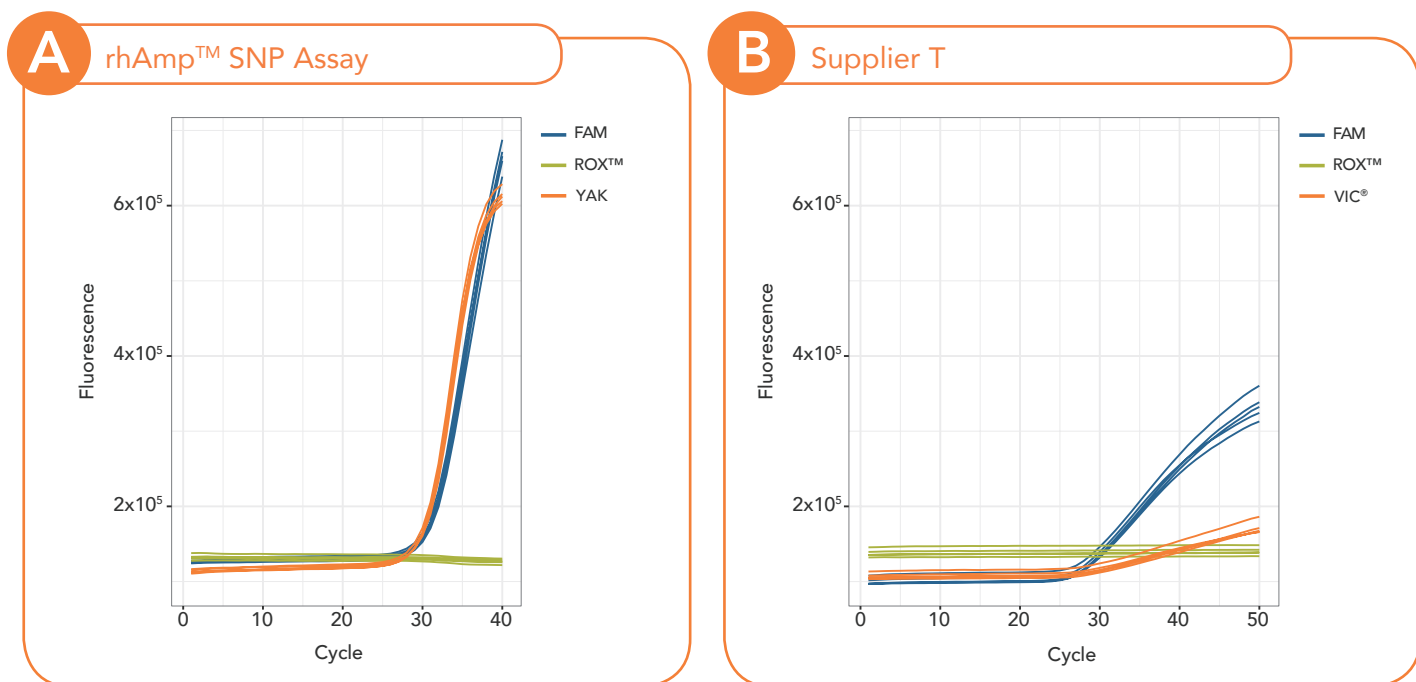 A
rhAmp™ SNP Assay
FAM
ROX™
YAK
6x10⁵
4x10⁵
2x10⁵
Fluorescence
0 10 20 30 40
Cycle
B
Supplier T
FAM
ROX™
VIC®
6x10⁵
4x10⁵
2x10⁵
Fluorescence
0 10 20 30 40 50
Cycle